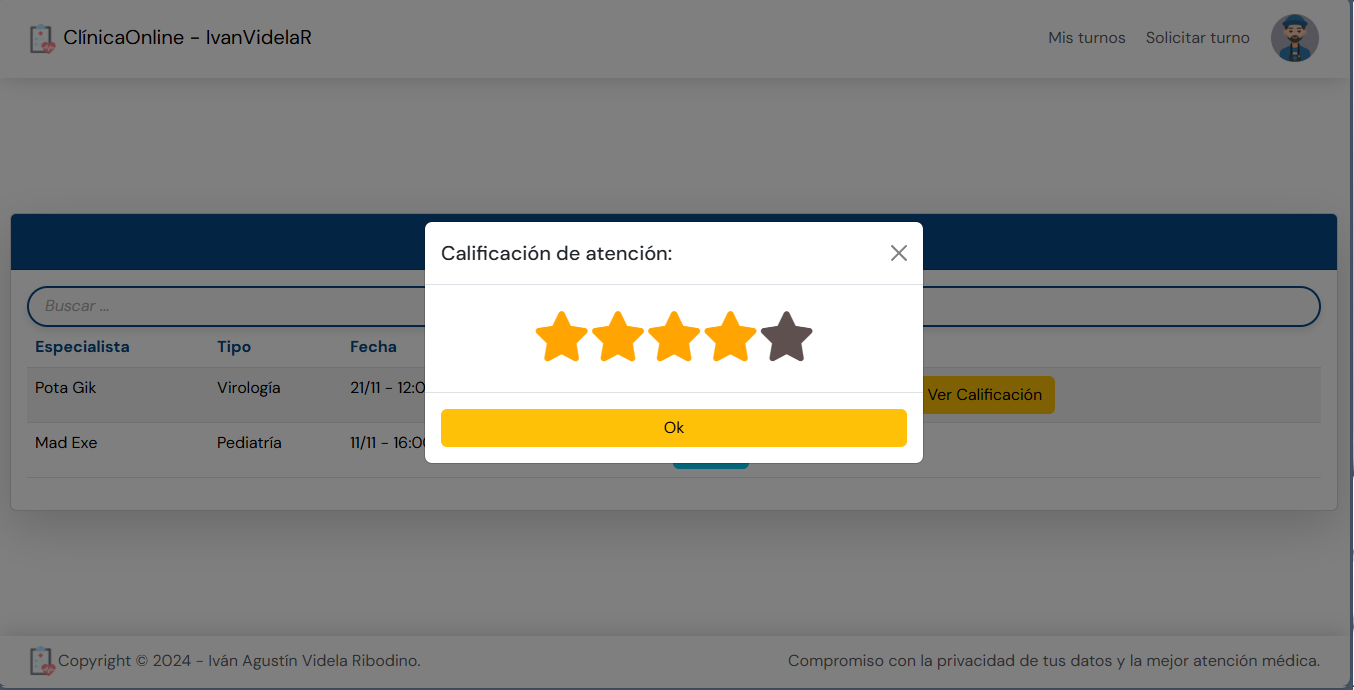 ClínicaOnline - IvanVidelaR
Mis turnos Solicitar turno
Calificación de atención:
Buscar ...
Especialista Tipo Fecha
Pota Gik Virología 21/11 - 12:0 Ver Calificación
Ok
Mad Exe Pediatría 11/11 - 16:00
Copyright © 2024 - Iván Agustín Videla Ribodino.
Compromiso con la privacidad de tus datos y la mejor atención médica.